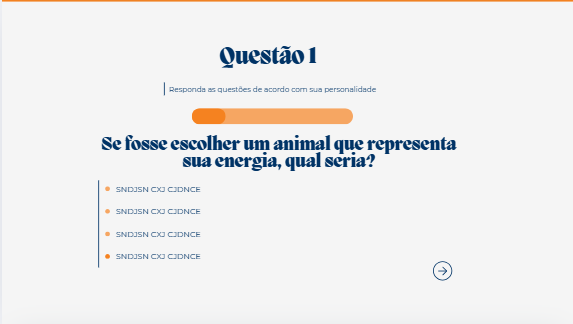 Questão 1
Responda as questões de acordo com sua personalidade
Se fosse escolher um animal que representa
sua energia, qual seria?
SNDJSN CXJ CJDNCE
SNDJSN CXJ CJDNCE
SNDJSN CXJ CJDNCE
SNDJSN CXJ CJDNCE